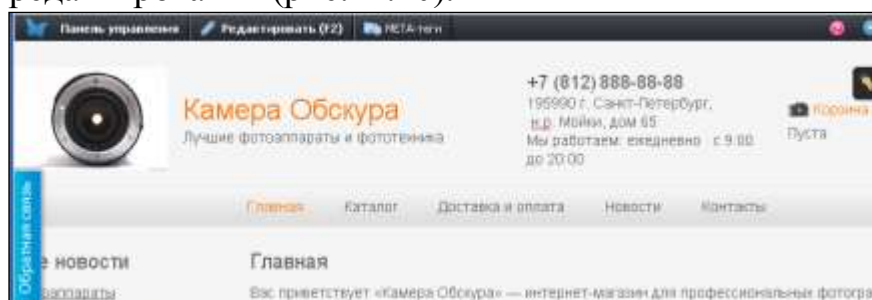 Панель управления Редактировать (F2) META-теги
Камера Обскура
Лучшие фотоаппараты и фототехника
+7 (812) 888-88-88
195990 г. Санкт-Петербург,
н.р. Мойки, дом 65
Мы работаем: ежедневно с 9:00
до 20:00
Корзина
Пуста
Главная Каталог Доставка и оплата Новости Контакты
Обратная связь
е новости
Главная
Вас приветствует «Камера Обскура» — интернет-магазин для профессиональных фотогра